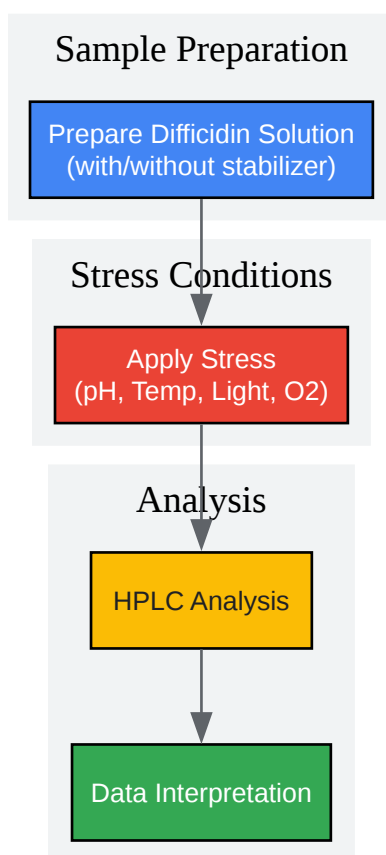 Sample Preparation
Prepare Difficidin Solution
(with/without stabilizer)
Stress Conditions
Apply Stress
(pH, Temp, Light, O2)
Analysis
HPLC Analysis
Data Interpretation